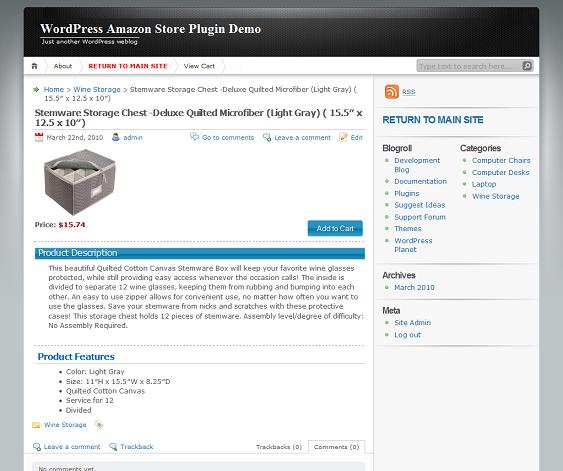 WordPress Amazon Store Plugin Demo
Just another WordPress weblog
About RETURN TO MAIN SITE View Cart
Type text to search here...
Home > Wine Storage > Stemware Storage Chest -Deluxe Quilted Microfiber (Light Gray) (
15.5” x 12.5 x 10”)
Stemware Storage Chest -Deluxe Quilted Microfiber (Light Gray) ( 15.5” x
12.5 x 10”)
March 22nd, 2010 admin Go to comments Leave a comment Edit
Price: $15.74
Add to Cart
Product Description
This beautiful Quilted Cotton Canvas Stemware Box will keep your favorite wine glasses
protected, while still providing easy access whenever the occasion calls! The inside is
divided to separate 12 wine glasses, keeping them from rubbing and bumping into each
other. An easy to use zipper allows for convenient use, no matter how often you want to
use the glasses. Save your stemware from nicks and scratches with these protective
cases! This storage chest holds 12 pieces of stemware. Assembly level/degree of difficulty:
No Assembly Required.
Product Features
Color: Light Gray
Size: 11"H x 15.5"W x 8.25"D
Quilted Cotton Canvas
Service for 12
Divided
Wine Storage
Leave a comment Trackback Trackbacks (0) Comments (0)
No comments yet.
RSS
RETURN TO MAIN SITE
Blogroll
Development
Blog
Documentation
Plugins
Suggest Ideas
Support Forum
Themes
WordPress
Planet
Categories
Computer Chairs
Computer Desks
Laptop
Wine Storage
Archives
March 2010
Meta
Site Admin
Log out